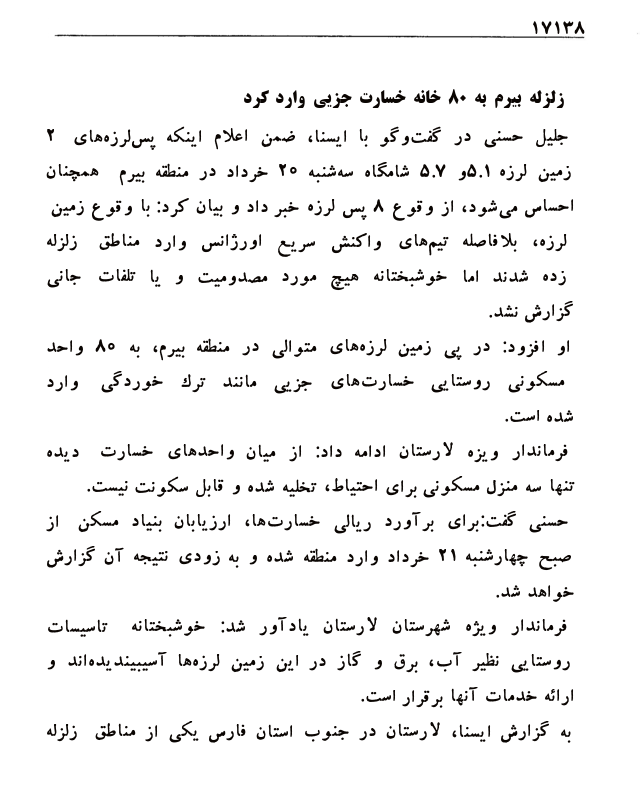 ۱۷۱۳۸
زلزله بیرم به ۸۰ خانه خسارت جزیی وارد کرد
جلیل حسنی در گفت‌وگو با ایسنا، ضمن اعلام اینکه پس‌لرزه‌های ۲
زمین لرزه ۵.۱و ۵.۷ شامگاه سه‌شنبه ۲۰ خرداد در منطقه بیرم همچنان
احساس می‌شود، از وقوع ۸ پس لرزه خبر داد و بیان کرد: با وقوع زمین
لرزه، بلافاصله تیم‌های واکنش سریع اورژانس وارد مناطق زلزله
زده شدند اما خوشبختانه هیچ مورد مصدومیت و یا تلفات جانی
گزارش نشد.
او افزود: در پی زمین لرزه‌های متوالی در منطقه بیرم، به ۸۰ واحد
مسکونی روستایی خسارت‌های جزیی مانند ترك خوردگی وارد
شده است.
فرماندار ویژه لارستان ادامه داد: از میان واحدهای خسارت دیده
تنها سه منزل مسکونی برای احتیاط، تخلیه شده و قابل سکونت نیست.
حسنی گفت:برای برآورد ریالی خسارت‌ها، ارزیابان بنیاد مسکن از
صبح چهارشنبه ۲۱ خرداد وارد منطقه شده و به زودی نتیجه آن گزارش
خواهد شد.
فرماندار ویژه شهرستان لارستان یادآور شد: خوشبختانه تاسیسات
روستایی نظیر آب، برق و گاز در این زمین لرزه‌ها آسیبیندیده‌اند و
ارائه خدمات آنها برقرار است.
به گزارش ایسنا، لارستان در جنوب استان فارس یکی از مناطق زلزله